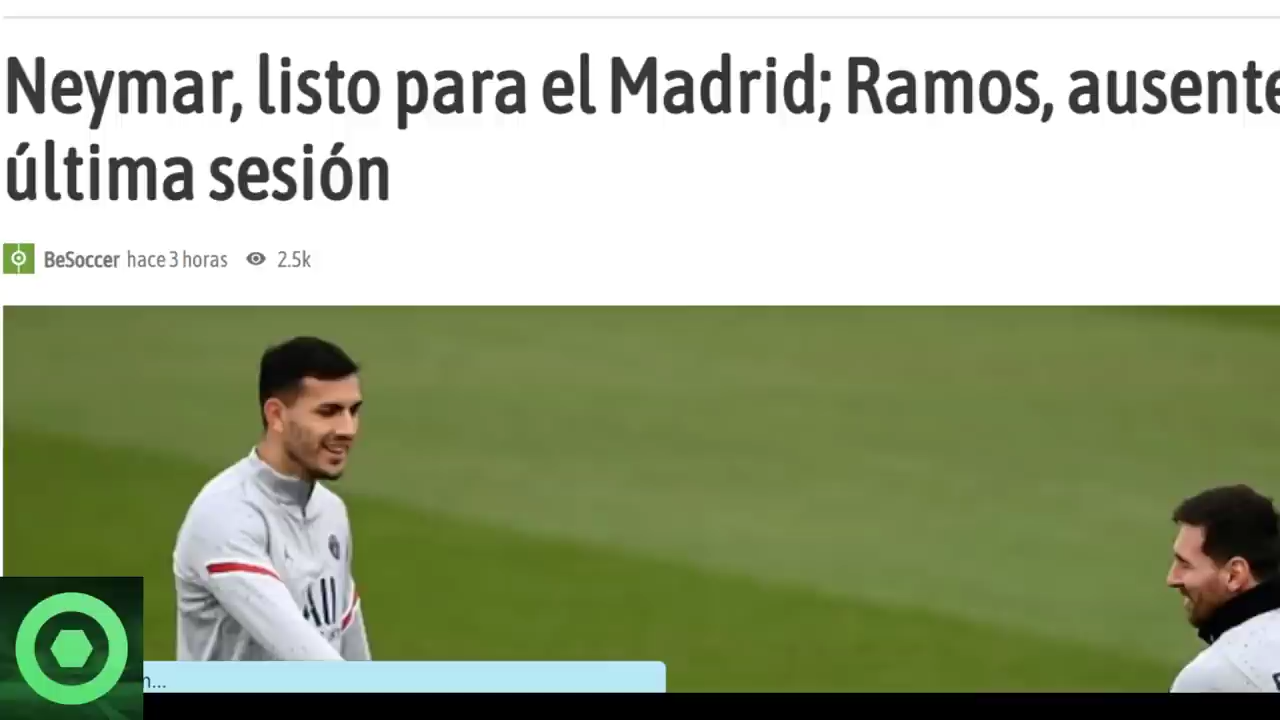 Neymar, listo para el Madrid; Ramos, ausente
última sesión
BeSoccer hace 3 horas 2.5k
n...